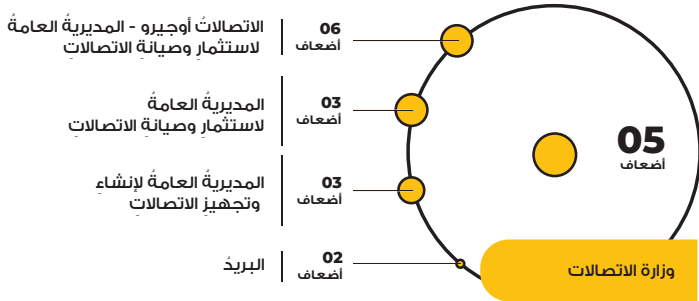 الاتصالاتُ أوجيرو - المديريةُ العامةُ
لاستثمارِ وصيانةِ الاتصالاتِ
06
أضعاف
المديريةُ العامةُ
لاستثمارِ وصيانةِ الاتصالاتِ
03
أضعاف
المديريةُ العامةُ لإنشاءِ
وتجهيزِ الاتصالاتِ
03
أضعاف
البريدُ
02
أضعاف
05
أضعاف
وزارة الاتصالات